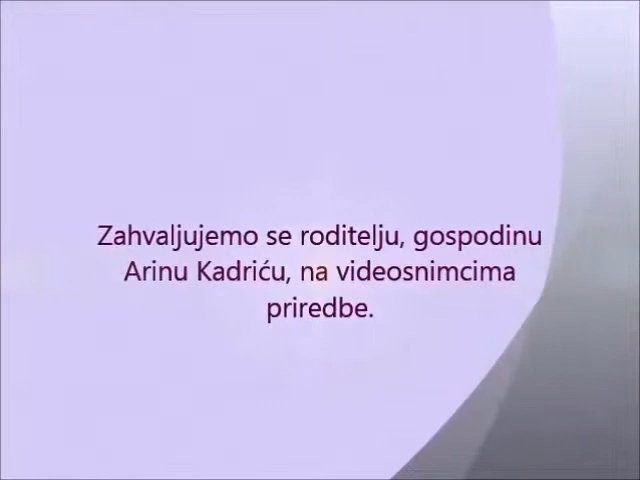 Zahvaljujemo se roditelju, gospodinu
Arinu Kadriću, na videosnimcima
priredbe.